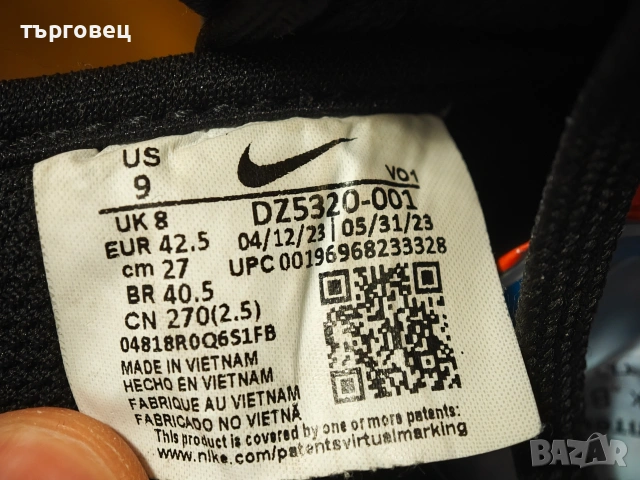 търговец
US
9
V01
DZ5320-001
UK 8
04/12/23 | 05/31/23
EUR 42.5
UPC 00196968233328
cm 27
BR 40.5
CN 270(2.5)
04818R0Q6S1FB
MADE IN VIETNAM
HECHO EN VIETNAM
FABRIQUE AU VIETNAM
FABRICADO NO VIETNÃ
This product is covered by one or more patents:
www.nike.com/patentsvirtualmarking
BAZAR